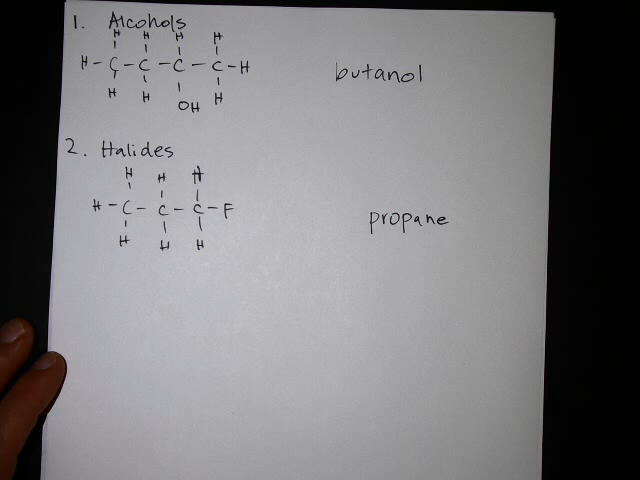 1. Alcohols
H H H H
H - C - C - C - C - H
H H OH H
butanol
2. Halides
H H H
H - C - C - C - F
H H H
propane